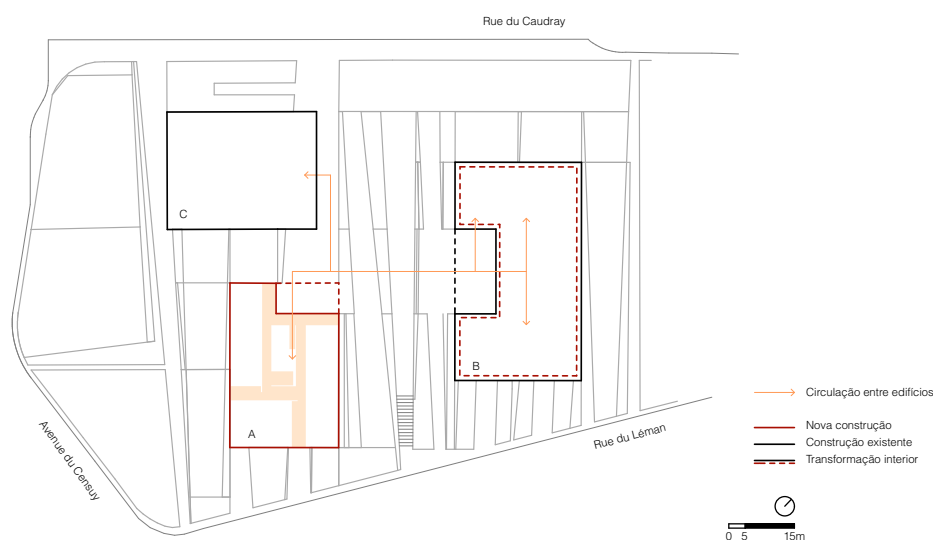 Rue du Caudray
C
B
A
Avenue du Censuy
Rue du Léman
Circulação entre edifícios
Nova construção
Construção existente
Transformação interior
0 5 15m